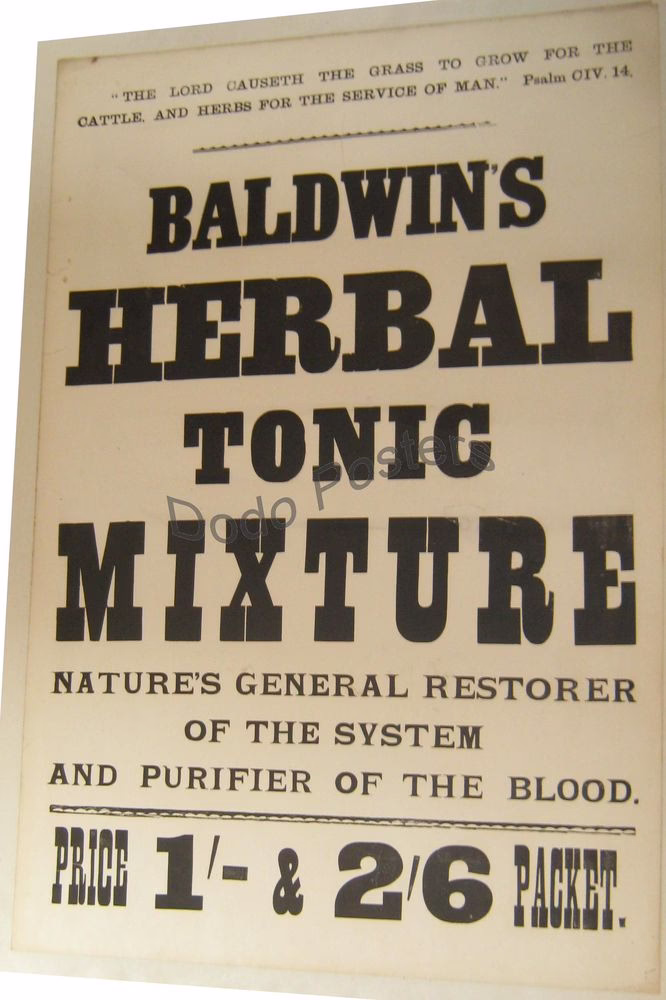 "THE LORD CAUSETH THE GRASS TO GROW FOR THE
CATTLE, AND HERBS FOR THE SERVICE OF MAN." Psalm CIV. 14.
BALDWIN'S
HERBAL
TONIC
Dodo Posters
MIXTURE
NATURE'S GENERAL RESTORER
OF THE SYSTEM
AND PURIFIER OF THE BLOOD.
PRICE 1/- & 2/6 PACKET.